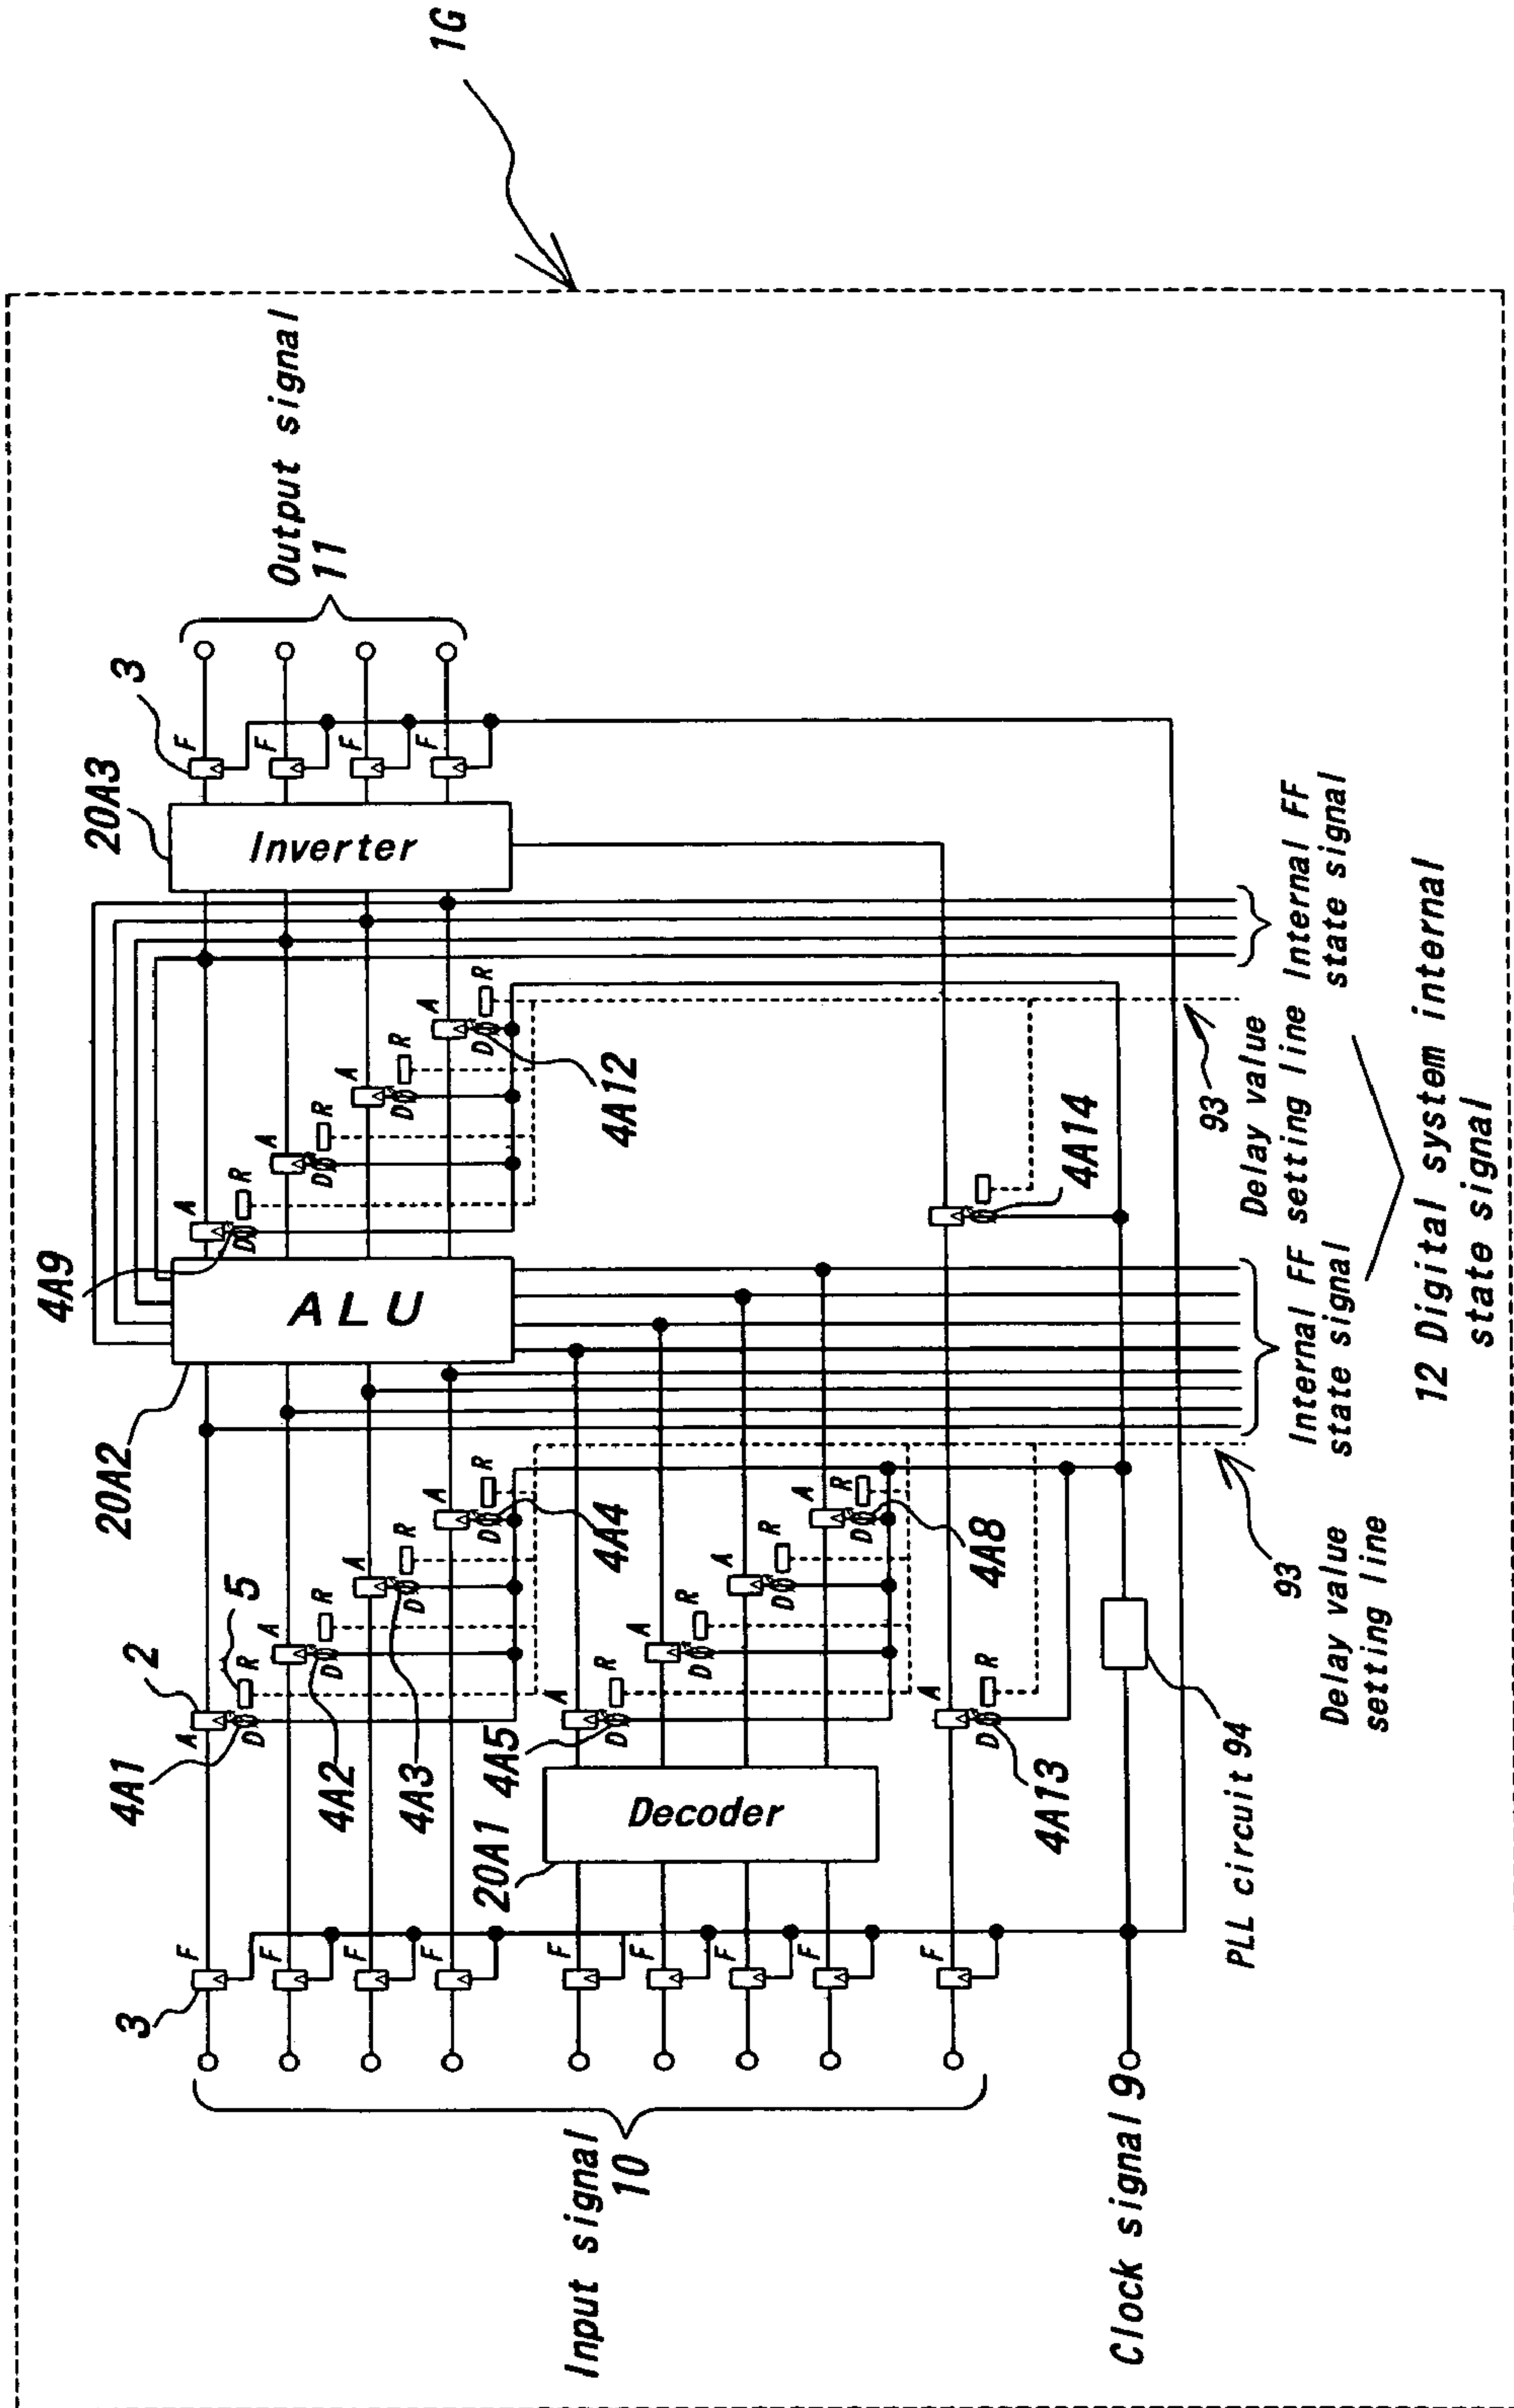 1G
Output signal
11
3
F
F
F
F
20A3
Inverter
4A9
A
R
D
A
R
D
A
R
D
A
R
D
4A12
4A14
20A2
ALU
93
Delay value
setting line
Internal FF
state signal
Internal FF
state signal
12 Digital system internal
state signal
93
Delay value
setting line
2
5
4A1
A
R
D
4A2
A
R
D
4A3
A
R
D
4A4
A
R
D
4A5
A
R
D
A
R
D
A
R
D
4A8
A
R
D
4A13
A
R
D
20A1
Decoder
PLL circuit 94
3
F
F
F
F
F
F
F
F
F
Input signal
10
Clock signal 9